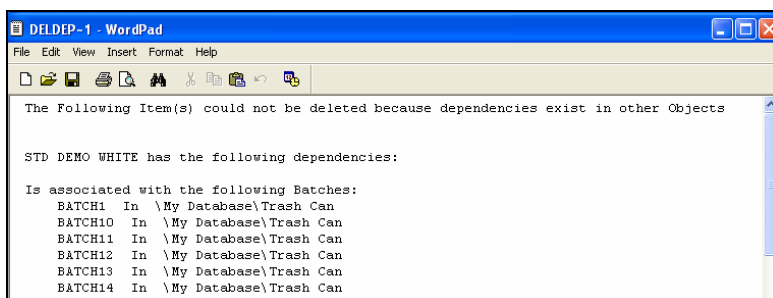 DELDEP~1 - WordPad
File Edit View Insert Format Help
The Following Item(s) could not be deleted because dependencies exist in other Objects
STD DEMO WHITE has the following dependencies:
Is associated with the following Batches:
BATCH1 In \My Database\Trash Can
BATCH10 In \My Database\Trash Can
BATCH11 In \My Database\Trash Can
BATCH12 In \My Database\Trash Can
BATCH13 In \My Database\Trash Can
BATCH14 In \My Database\Trash Can